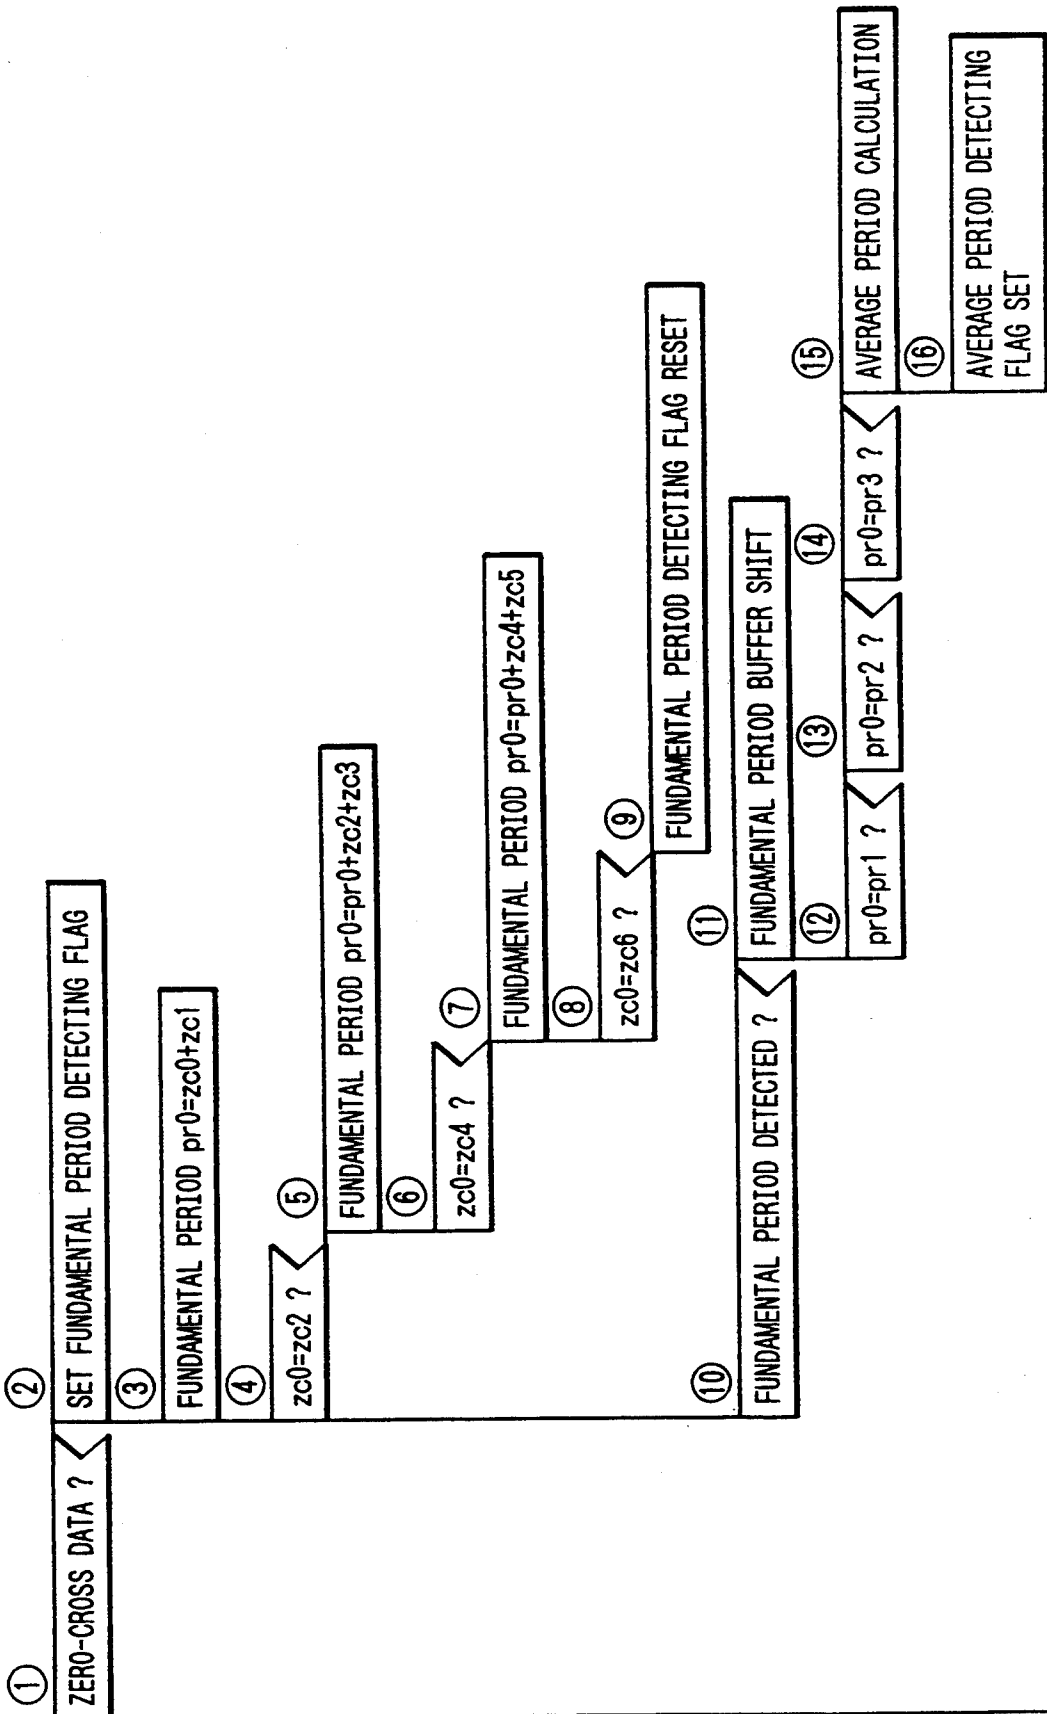 ①
ZERO-CROSS DATA ?
②
SET FUNDAMENTAL PERIOD DETECTING FLAG
③
FUNDAMENTAL PERIOD pr0=zc0+zc1
④
zc0=zc2 ?
⑤
FUNDAMENTAL PERIOD pr0=pr0+zc2+zc3
⑥
zc0=zc4 ?
⑦
FUNDAMENTAL PERIOD pr0=pr0+zc4+zc5
⑧
zc0=zc6 ?
⑨
FUNDAMENTAL PERIOD DETECTING FLAG RESET
⑩
FUNDAMENTAL PERIOD DETECTED ?
⑪
FUNDAMENTAL PERIOD BUFFER SHIFT
⑫
pr0=pr1 ?
⑬
pr0=pr2 ?
⑭
pr0=pr3 ?
⑮
AVERAGE PERIOD CALCULATION
⑯
AVERAGE PERIOD DETECTING
FLAG SET